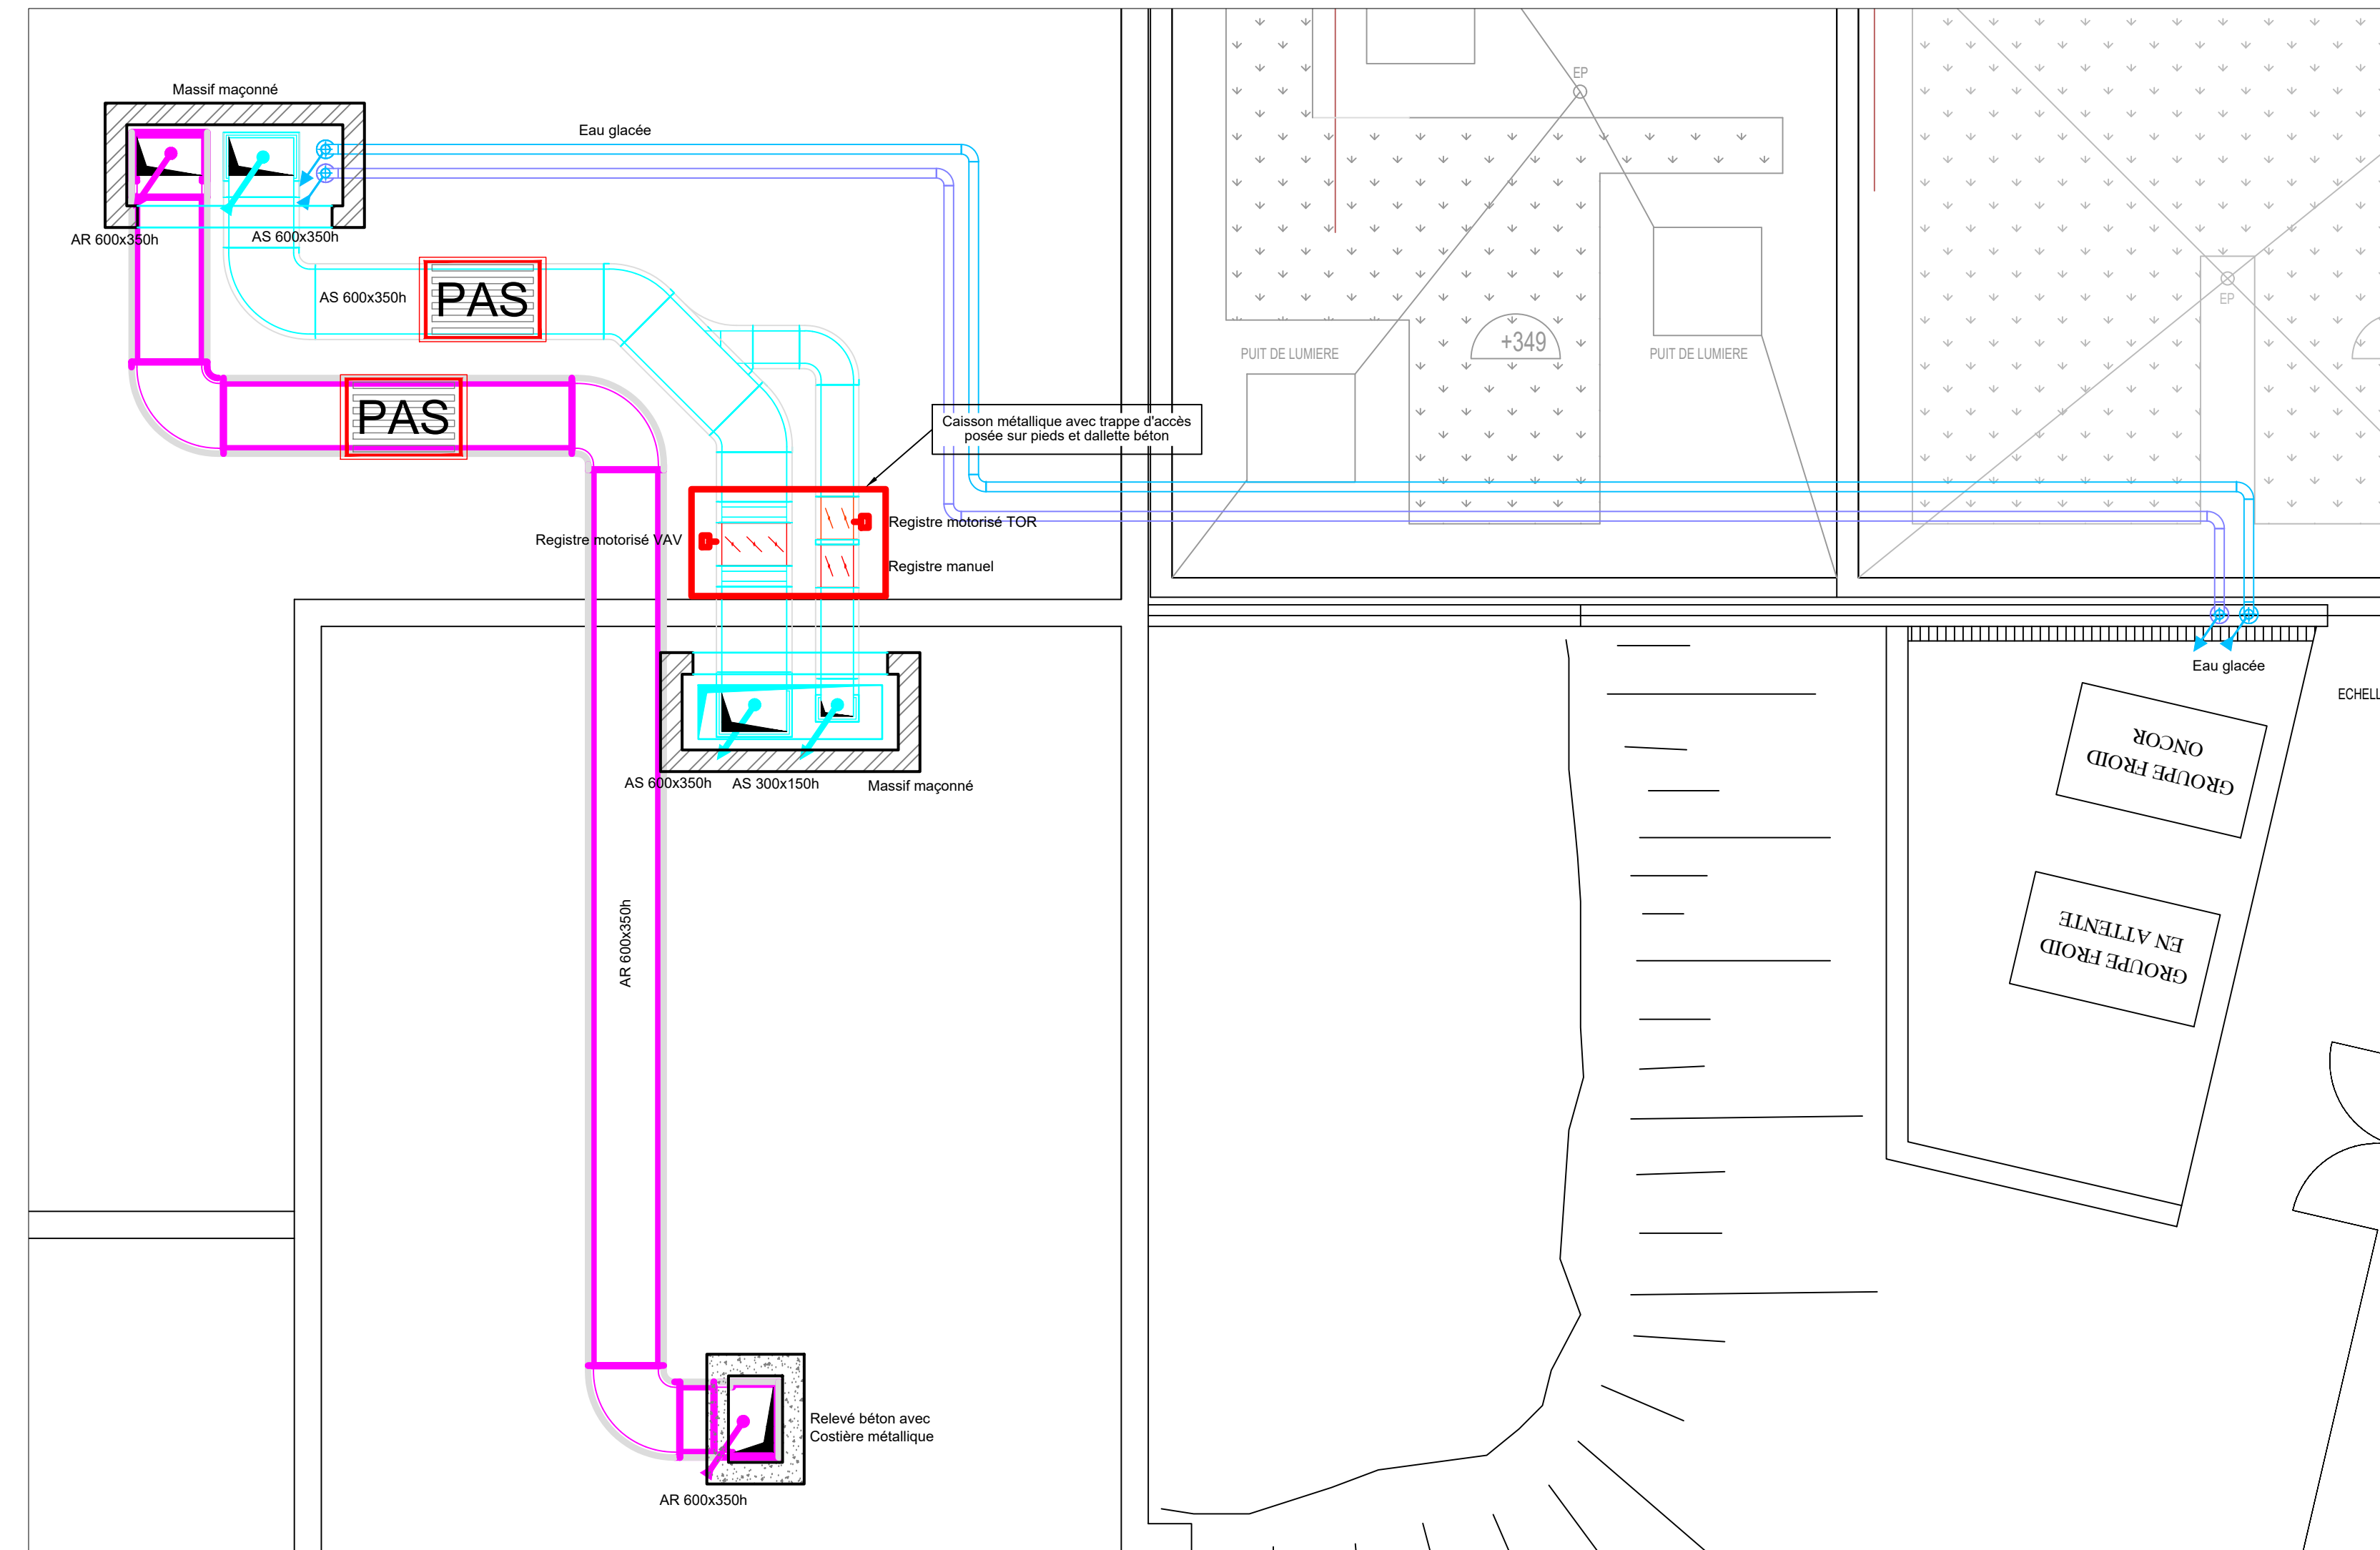 Massif maçonné
EP
Eau glacée
AR 600x350h
AS 600x350h
AS 600x350h
PAS
EP
+349
PUIT DE LUMIERE
PUIT DE LUMIERE
PAS
Caisson métallique avec trappe d'accès
posée sur pieds et dallette béton
Registre motorisé TOR
Registre motorisé VAV
Registre manuel
Eau glacée
ECHELL
GROUPE FROID
ONCOR
AS 600x350h
AS 300x150h
Massif maçonné
GROUPE FROID
EN ATTENTE
AR 600x350h
Relevé béton avec
Costière métallique
AR 600x350h